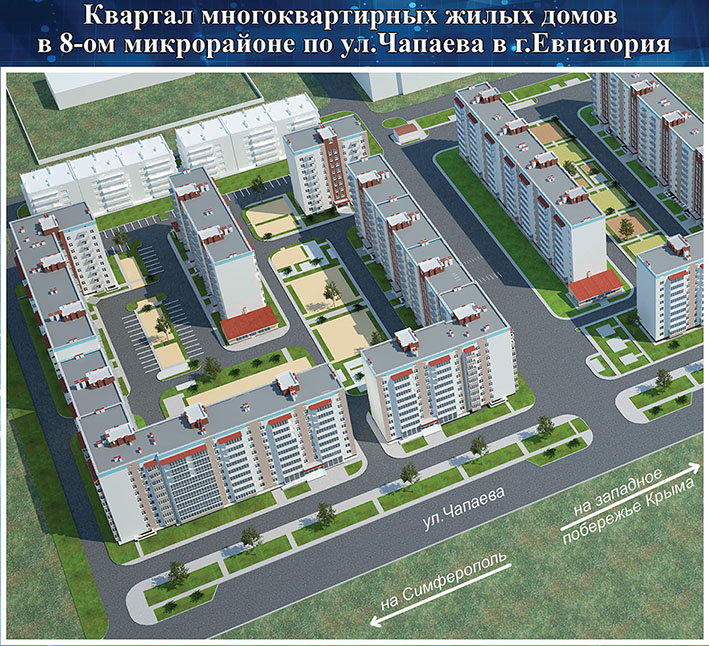 Квартал многоквартирных жилых домов
в 8-ом микрорайоне по ул.Чапаева в г.Евпатория
ул.Чапаева
на западное
побережье Крыма
на Симферополь